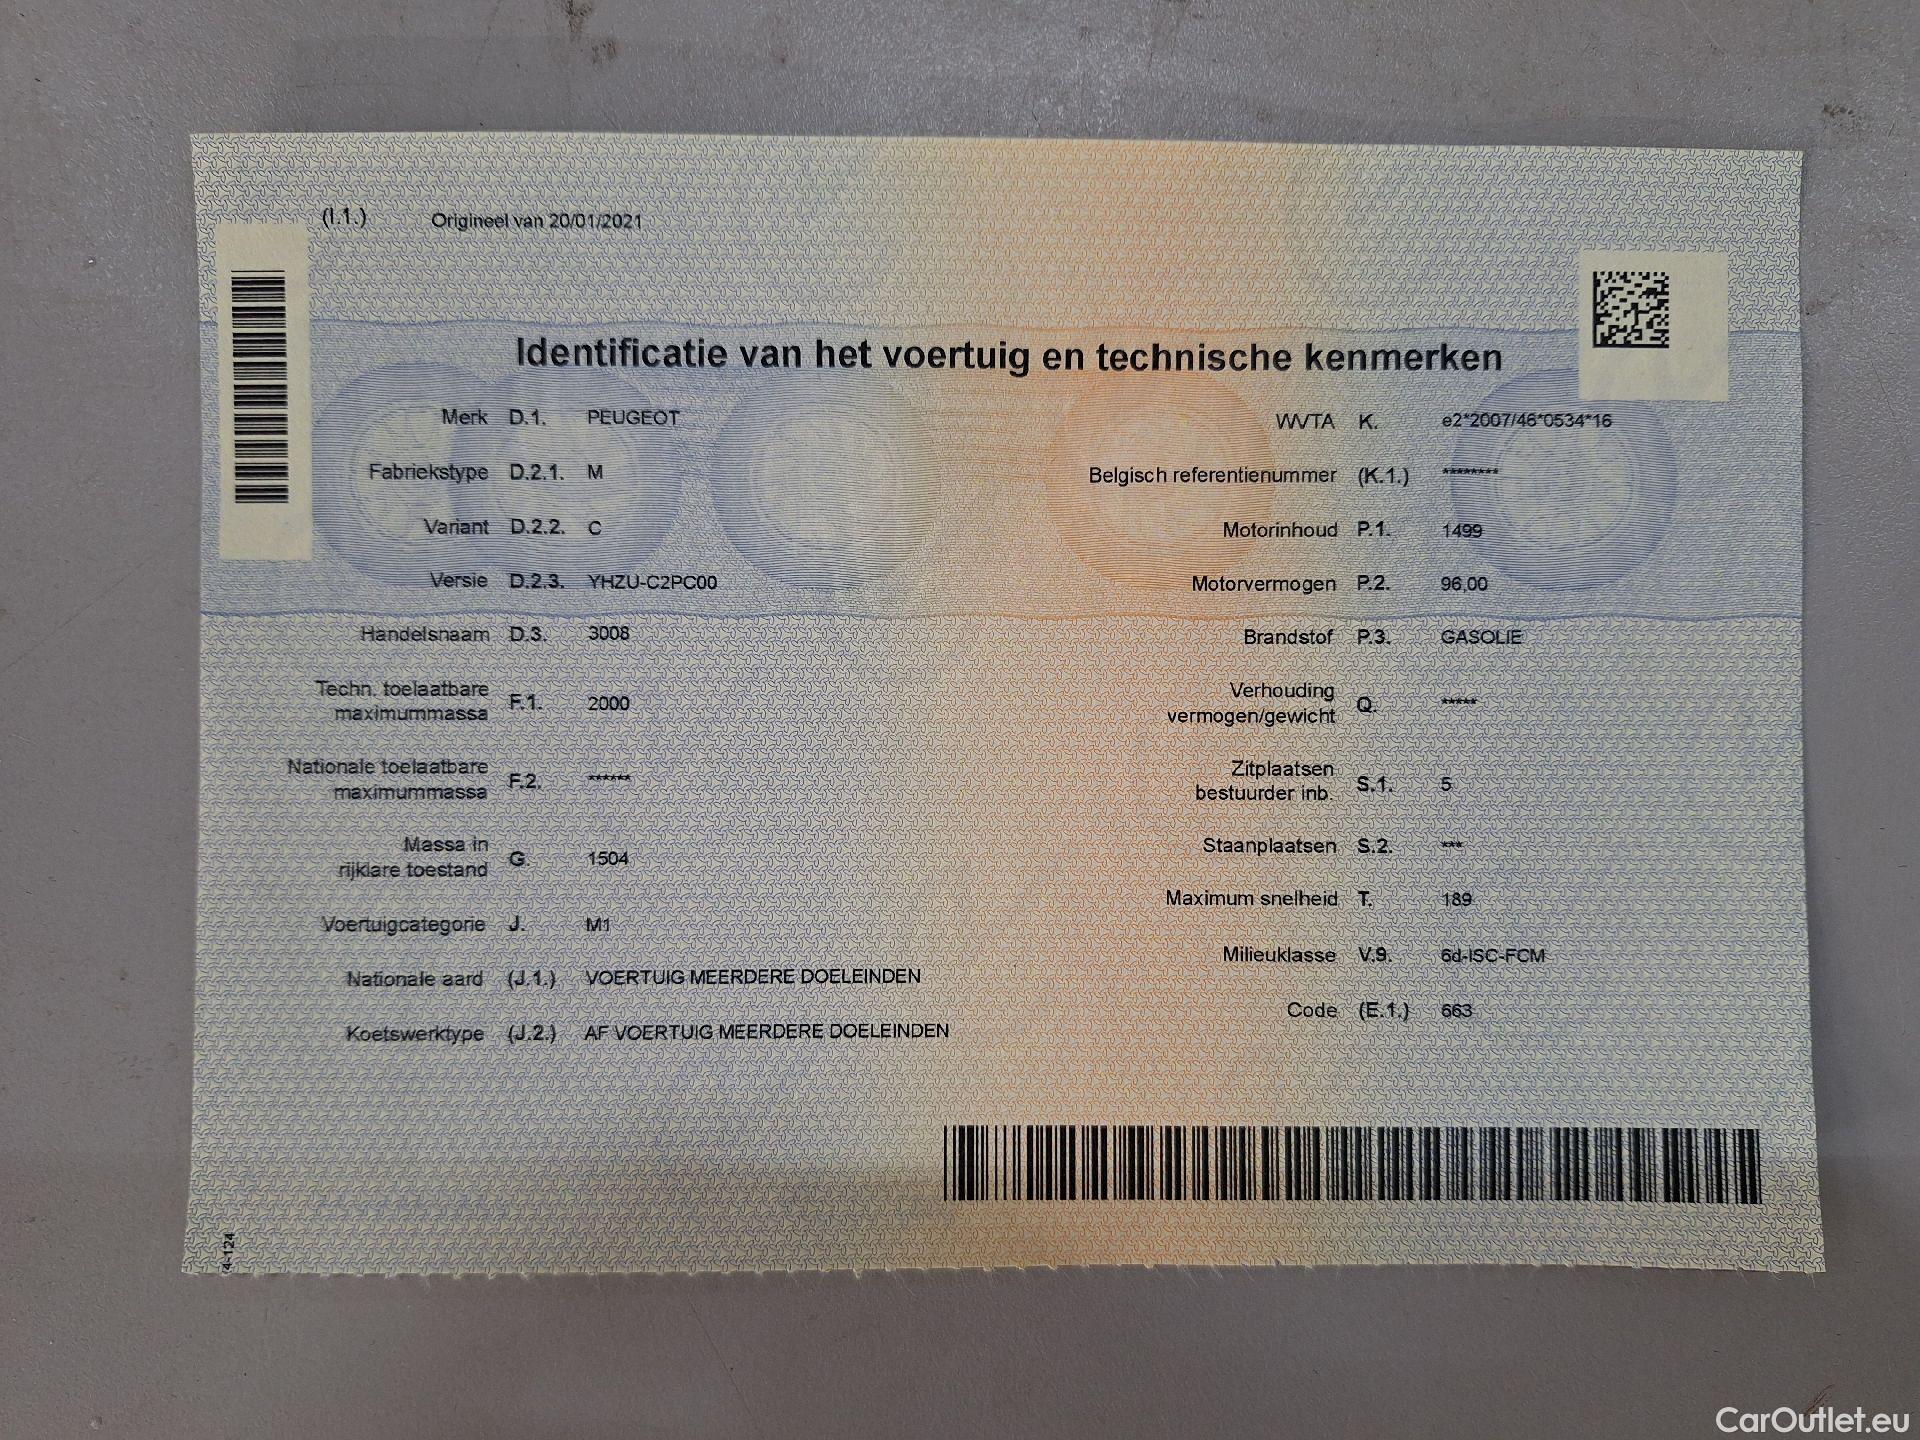 (I.1.) Origineel van 20/01/2021
Identificatie van het voertuig en technische kenmerken
Merk D.1. PEUGEOT
Fabriekstype D.2.1. M
Variant D.2.2. C
Versie D.2.3. YHZU-C2PC00
Handelsnaam D.3. 3008
Techn. toelaatbare
maximummassa F.1. 2000
Nationale toelaatbare
maximummassa F.2. ******
Massa in
rijklare toestand G. 1504
Voertuigcategorie J. M1
Nationale aard (J.1.) VOERTUIG MEERDERE DOELEINDEN
Koetswerktype (J.2.) AF VOERTUIG MEERDERE DOELEINDEN
WVTA K. e2*2007/46*0534*16
Belgisch referentienummer (K.1.) ********
Motorinhoud P.1. 1499
Motorvermogen P.2. 96,00
Brandstof P.3. GASOLIE
Verhouding
vermogen/gewicht Q. *****
Zitplaatsen
bestuurder inb. S.1. 5
Staanplaatsen S.2. ***
Maximum snelheid T. 189
Milieuklasse V.9. 6d-ISC-FCM
Code (E.1.) 663
4-124
CarOutlet.eu